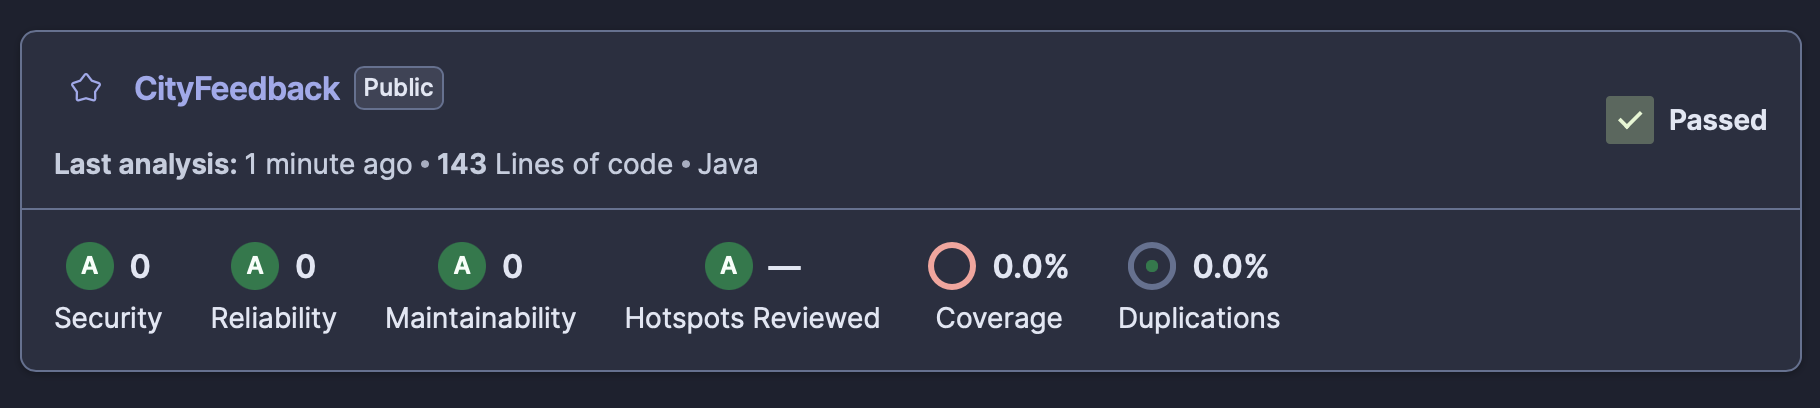 CityFeedback Public
Passed
Last analysis: 1 minute ago • 143 Lines of code • Java
A 0 A 0 A 0 A — 0.0% 0.0%
Security Reliability Maintainability Hotspots Reviewed Coverage Duplications